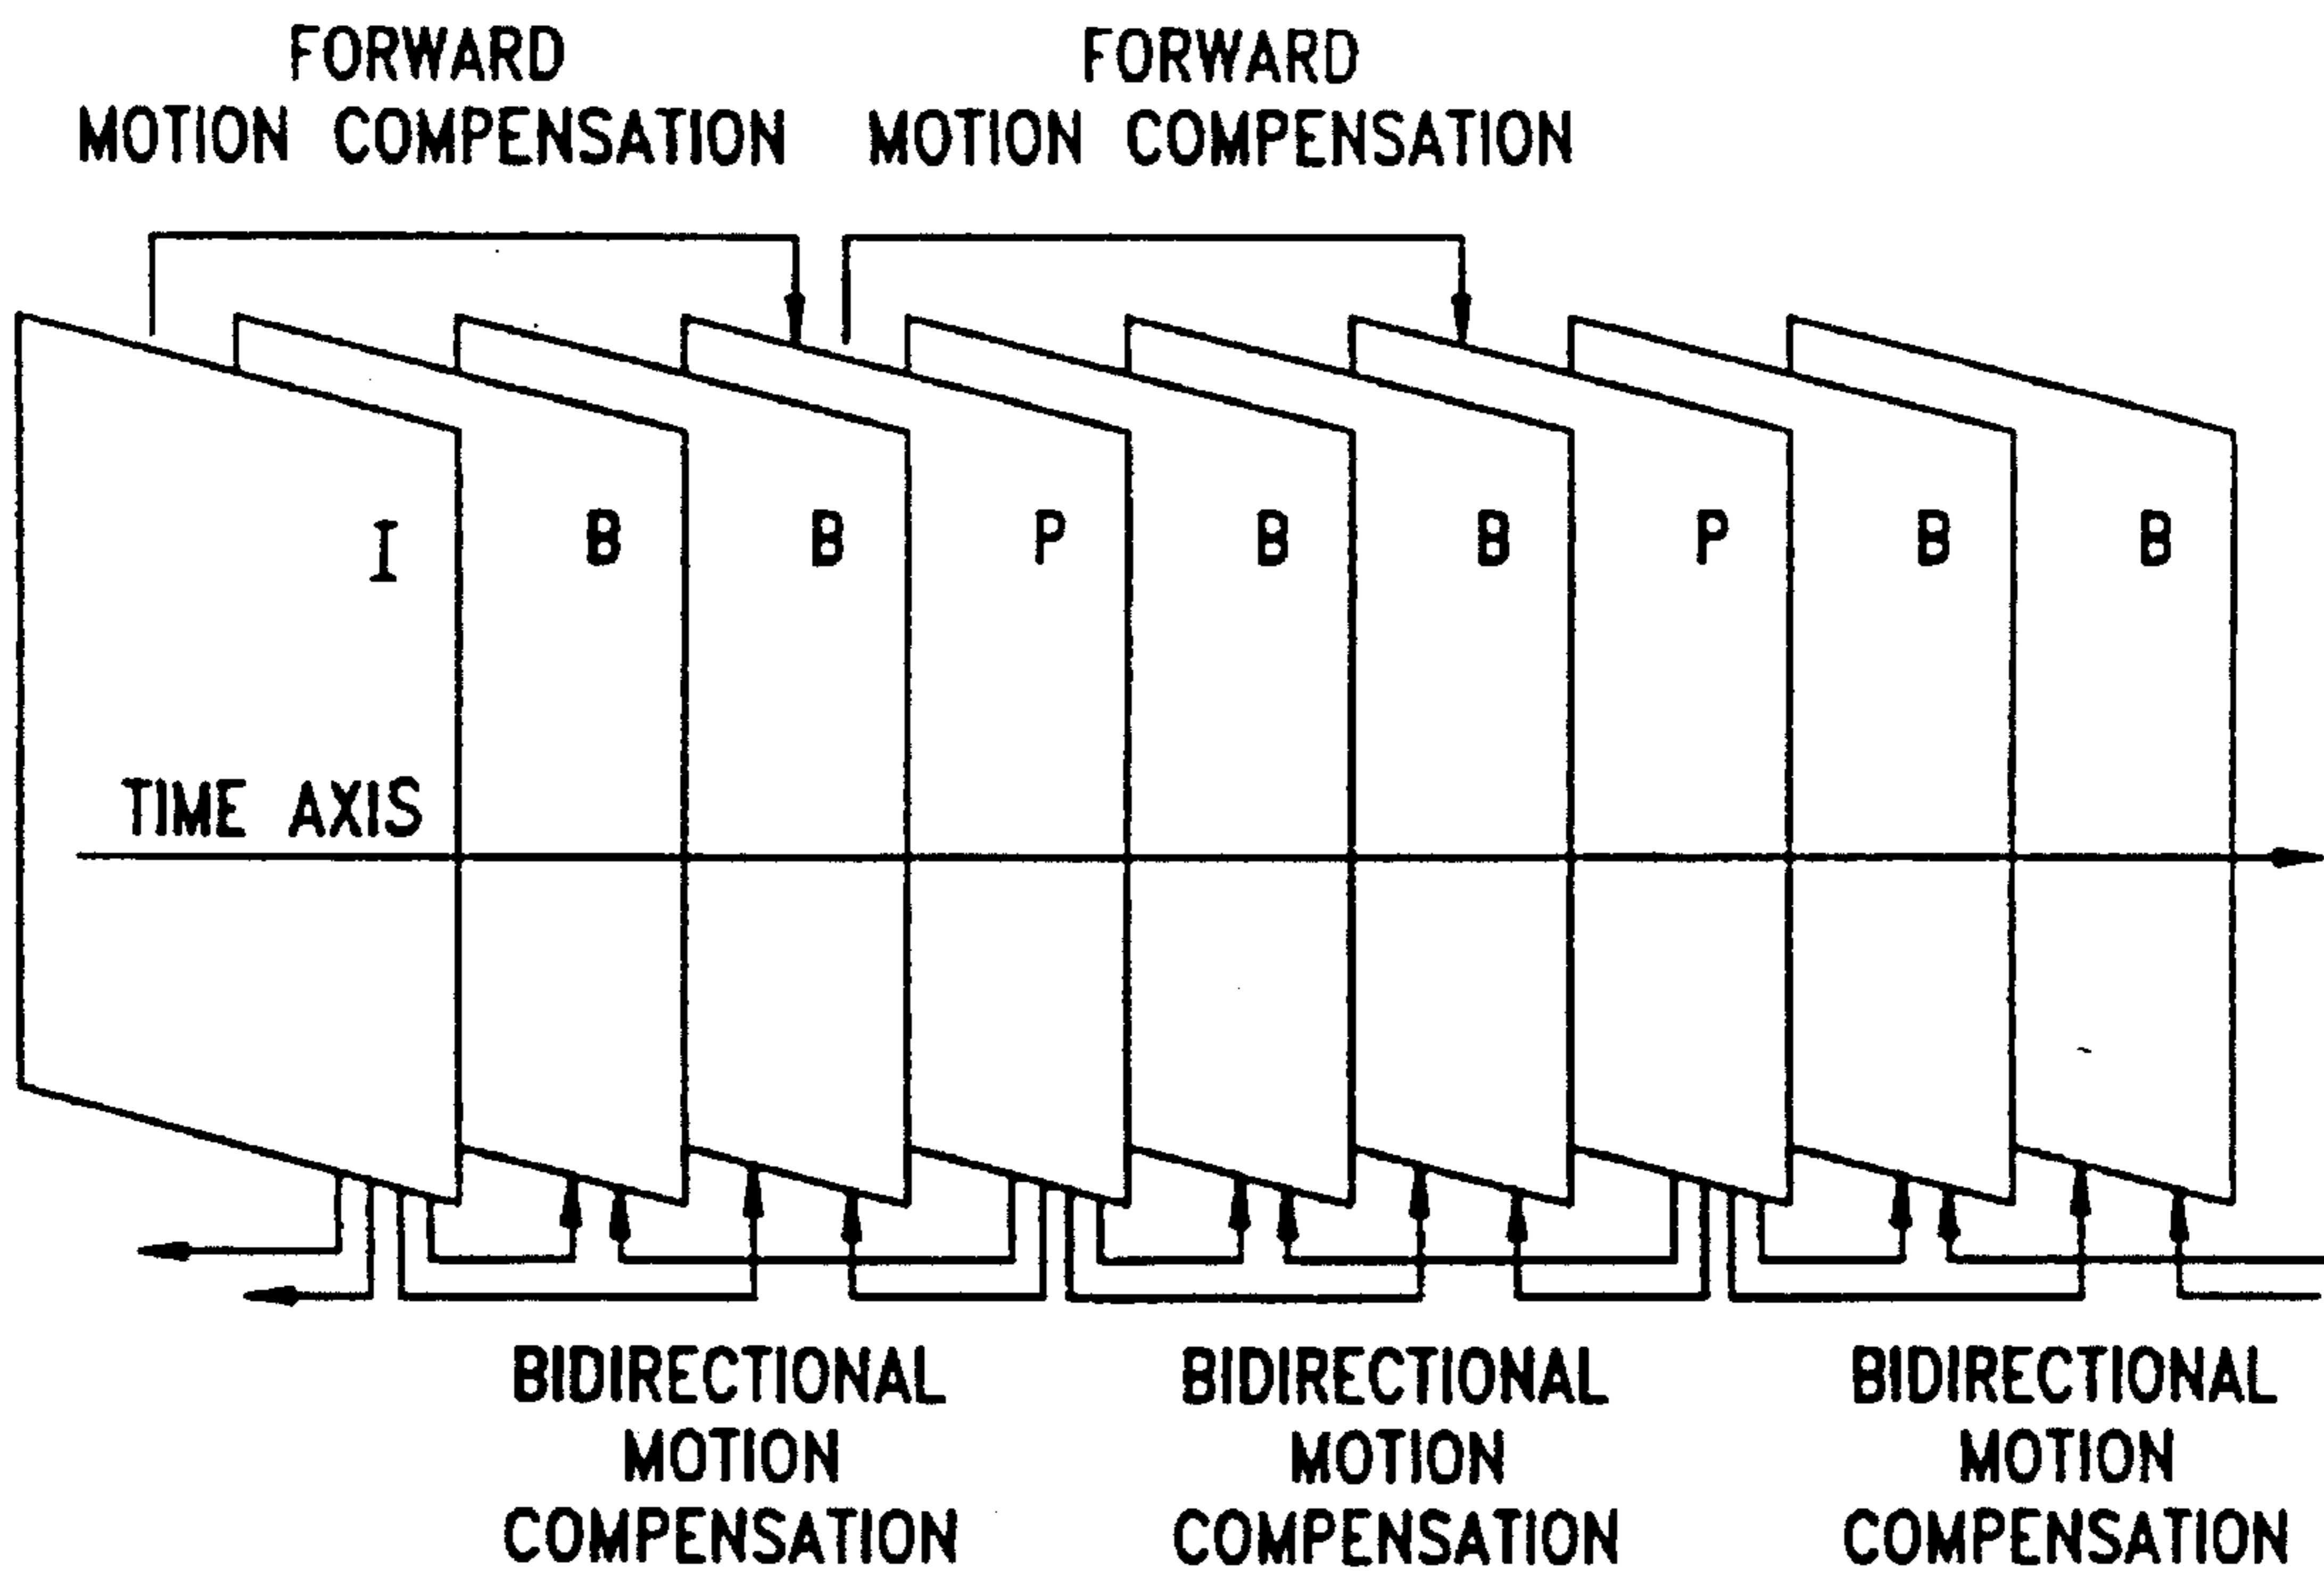 FORWARD
MOTION COMPENSATION
FORWARD
MOTION COMPENSATION
I B B P B B P B B
TIME AXIS
BIDIRECTIONAL
MOTION
COMPENSATION
BIDIRECTIONAL
MOTION
COMPENSATION
BIDIRECTIONAL
MOTION
COMPENSATION